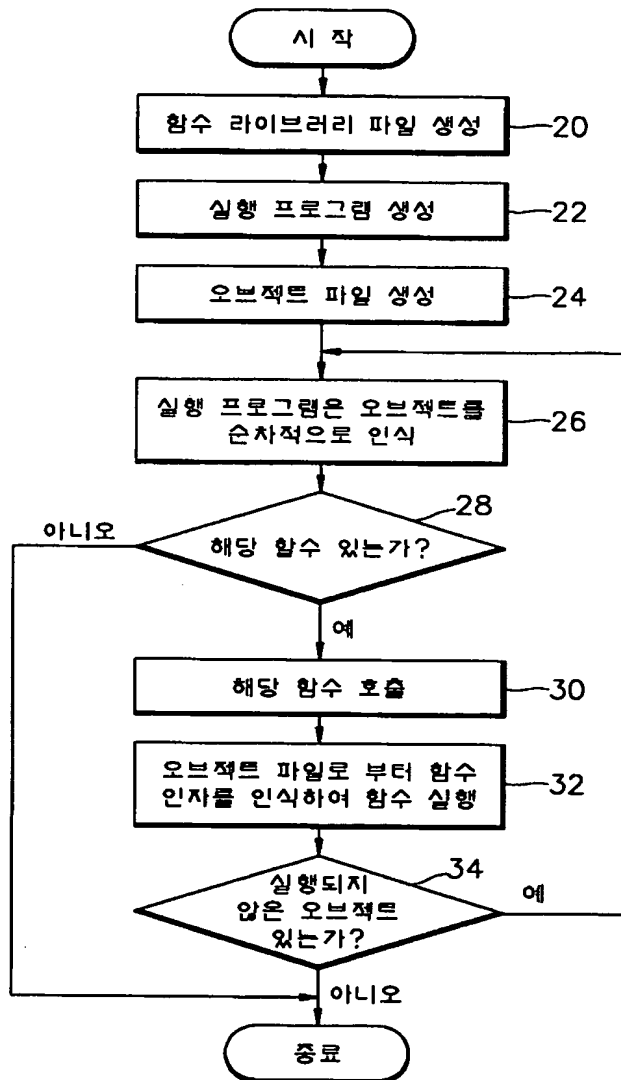 시 작
함수 라이브러리 파일 생성
20
실행 프로그램 생성
22
오브젝트 파일 생성
24
실행 프로그램은 오브젝트를
순차적으로 인식
26
28
아니오
해당 함수 있는가?
예
해당 함수 호출
30
오브젝트 파일로 부터 함수
인자를 인식하여 함수 실행
32
34
실행되지
않은 오브젝트
있는가?
예
아니오
종료